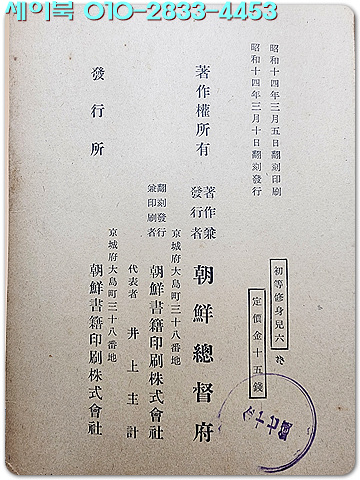 세이북 010-2833-4453
昭和十四年三月五日翻刻印刷
昭和十四年三月十日翻刻發行
初等修身兒六
定價金十五錢
著作權所有
著作兼發行者 朝鮮總督府
京城府大島町三十八番地
翻刻發行兼印刷者 朝鮮書籍印刷株式會社
代表者 井上主計
京城府大島町三十八番地
發行所 朝鮮書籍印刷株式會社